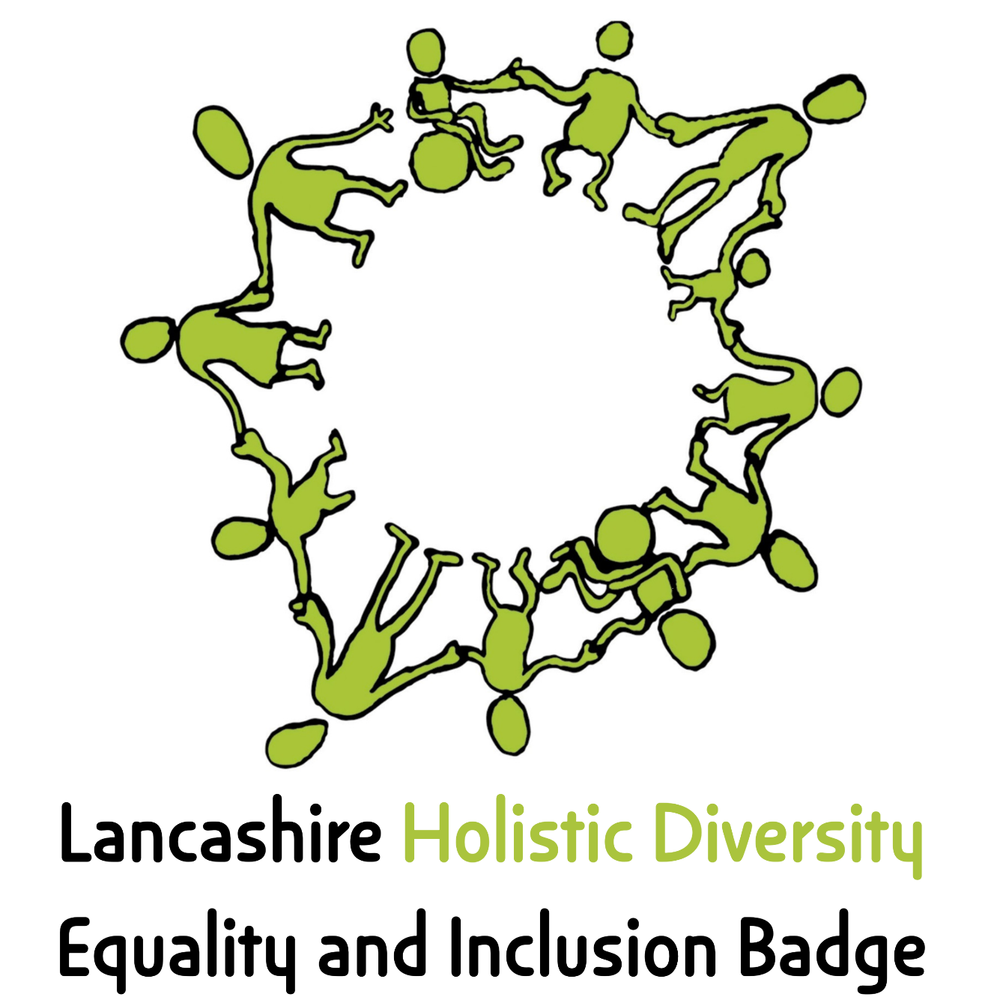 Lancashire Holistic Diversity
Equality and Inclusion Badge